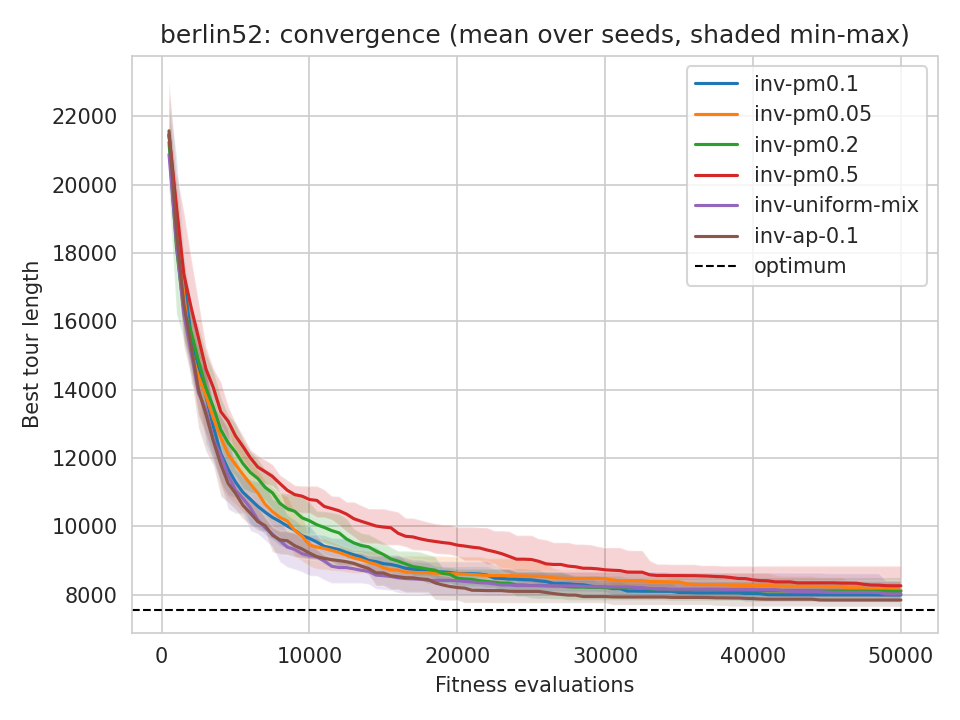 berlin52: convergence (mean over seeds, shaded min-max)
inv-pm0.1
inv-pm0.05
inv-pm0.2
inv-pm0.5
inv-uniform-mix
inv-ap-0.1
optimum
Best tour length
22000
20000
18000
16000
14000
12000
10000
8000
0 10000 20000 30000 40000 50000
Fitness evaluations